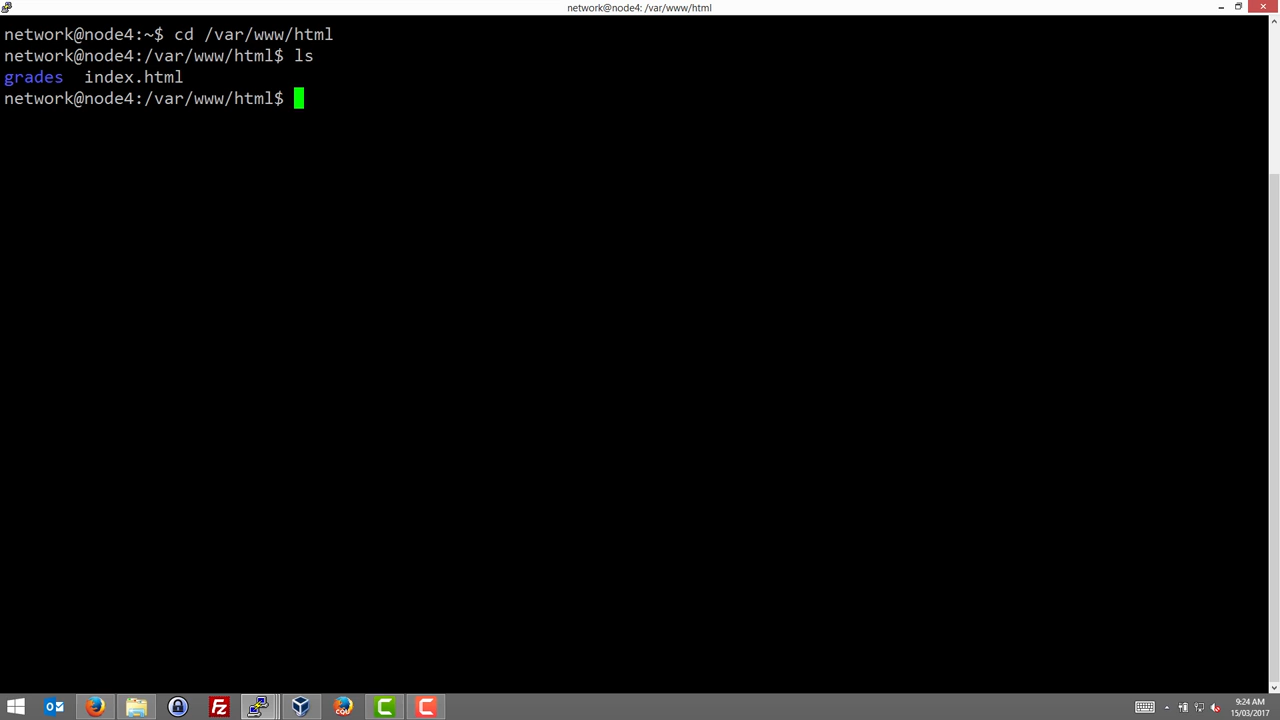 network@node4: /var/www/html
network@node4:~$ cd /var/www/html
network@node4:/var/www/html$ ls
grades  index.html
network@node4:/var/www/html$
CQU
9:24 AM
15/03/2017